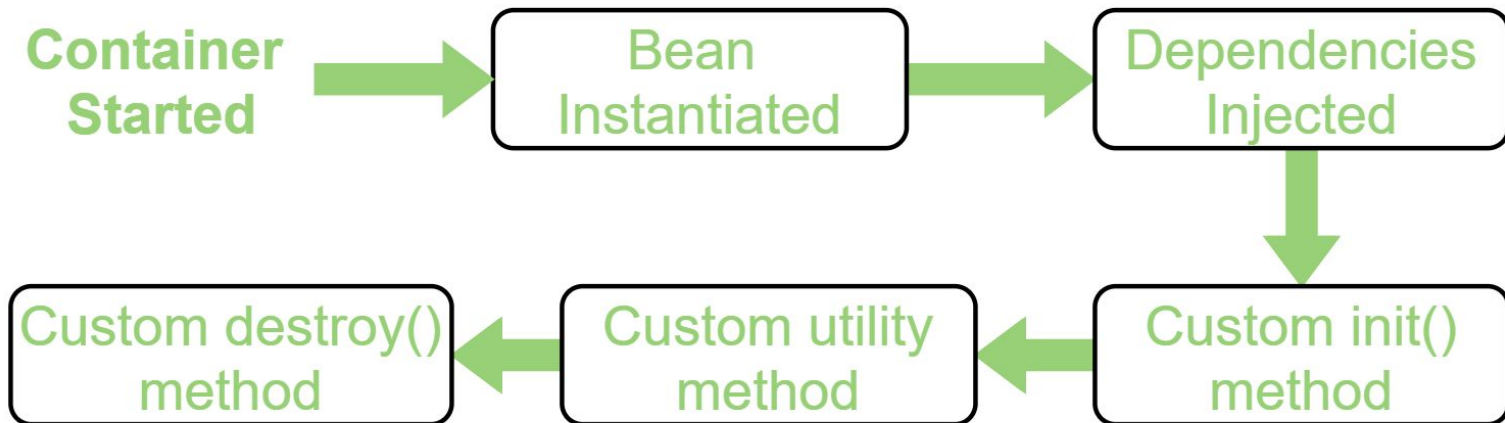 Container
Started
Bean
Instantiated
Dependencies
Injected
Custom init()
method
Custom utility
method
Custom destroy()
method